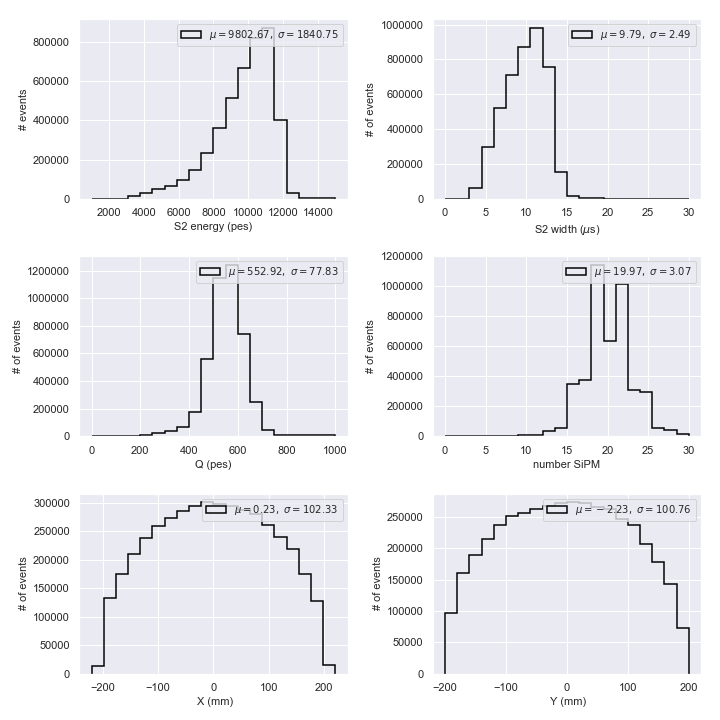 μ=9802.67, σ=1840.75
800000
600000
400000
200000
0
# events
2000 4000 6000 8000 10000 12000 14000
S2 energy (pes)
μ=9.79, σ=2.49
1000000
800000
600000
400000
200000
0
# of events
0 5 10 15 20 25 30
S2 width (μs)
μ=552.92, σ=77.83
1200000
1000000
800000
600000
400000
200000
0
# of events
0 200 400 600 800 1000
Q (pes)
μ=19.97, σ=3.07
1200000
1000000
800000
600000
400000
200000
0
# of events
0 5 10 15 20 25 30
number SiPM
μ=0.23, σ=102.33
300000
250000
200000
150000
100000
50000
0
# of events
−200 −100 0 100 200
X (mm)
μ=−2.23, σ=100.76
250000
200000
150000
100000
50000
0
# of events
−200 −100 0 100 200
Y (mm)